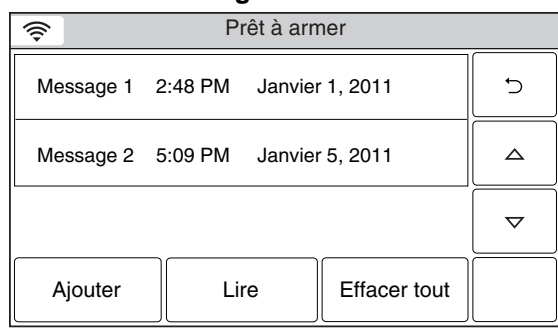 Prêt à armer
Message 1 2:48 PM Janvier 1, 2011
Message 2 5:09 PM Janvier 5, 2011
Ajouter Lire Effacer tout